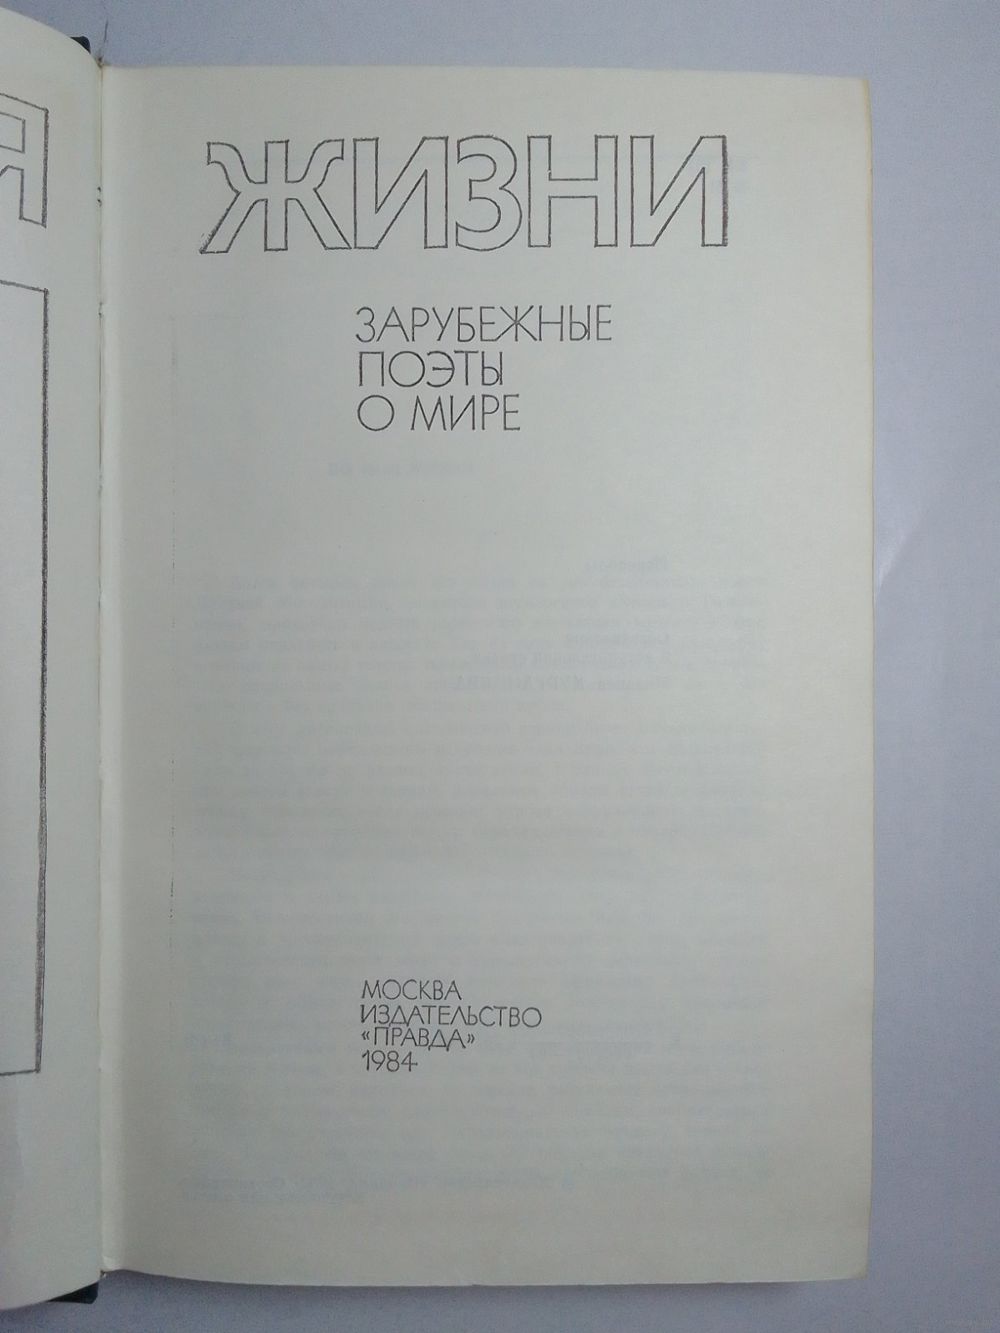 Я
ЖИЗНИ
ЗАРУБЕЖНЫЕ
ПОЭТЫ
О МИРЕ
МОСКВА
ИЗДАТЕЛЬСТВО
«ПРАВДА»
1984